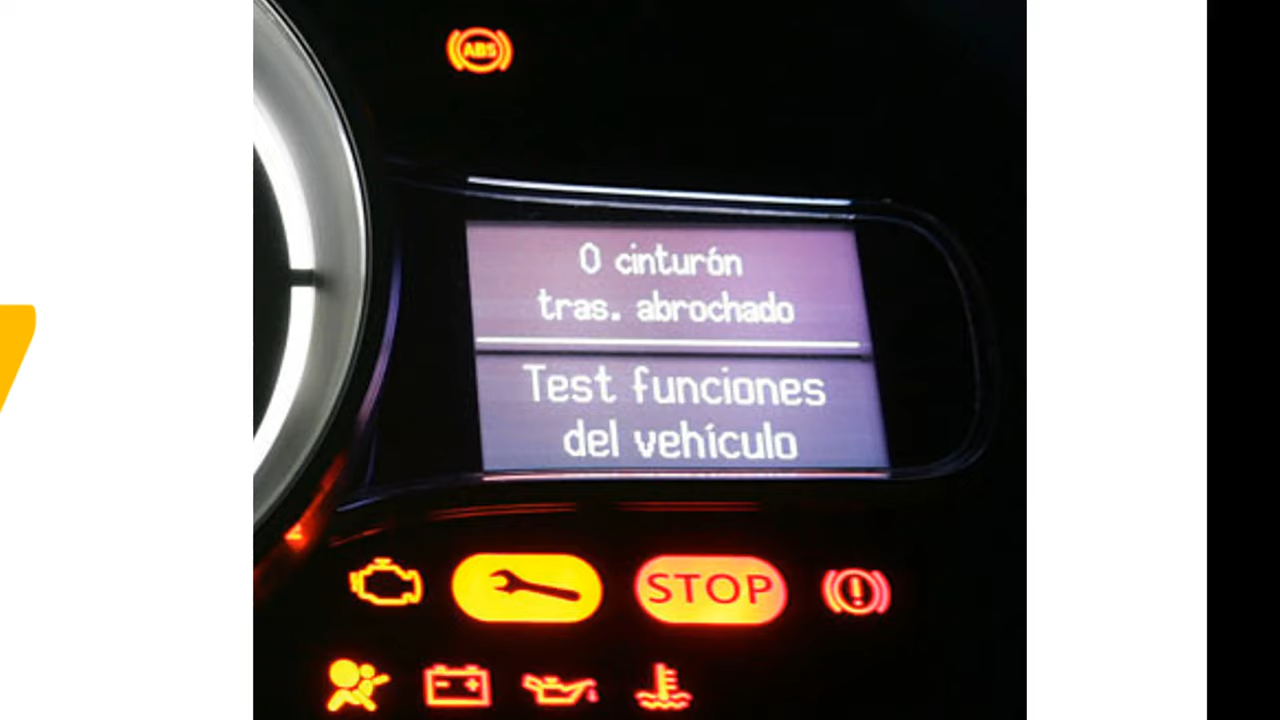 ABS
0 cinturón
tras. abrochado
Test funciones
del vehículo
STOP